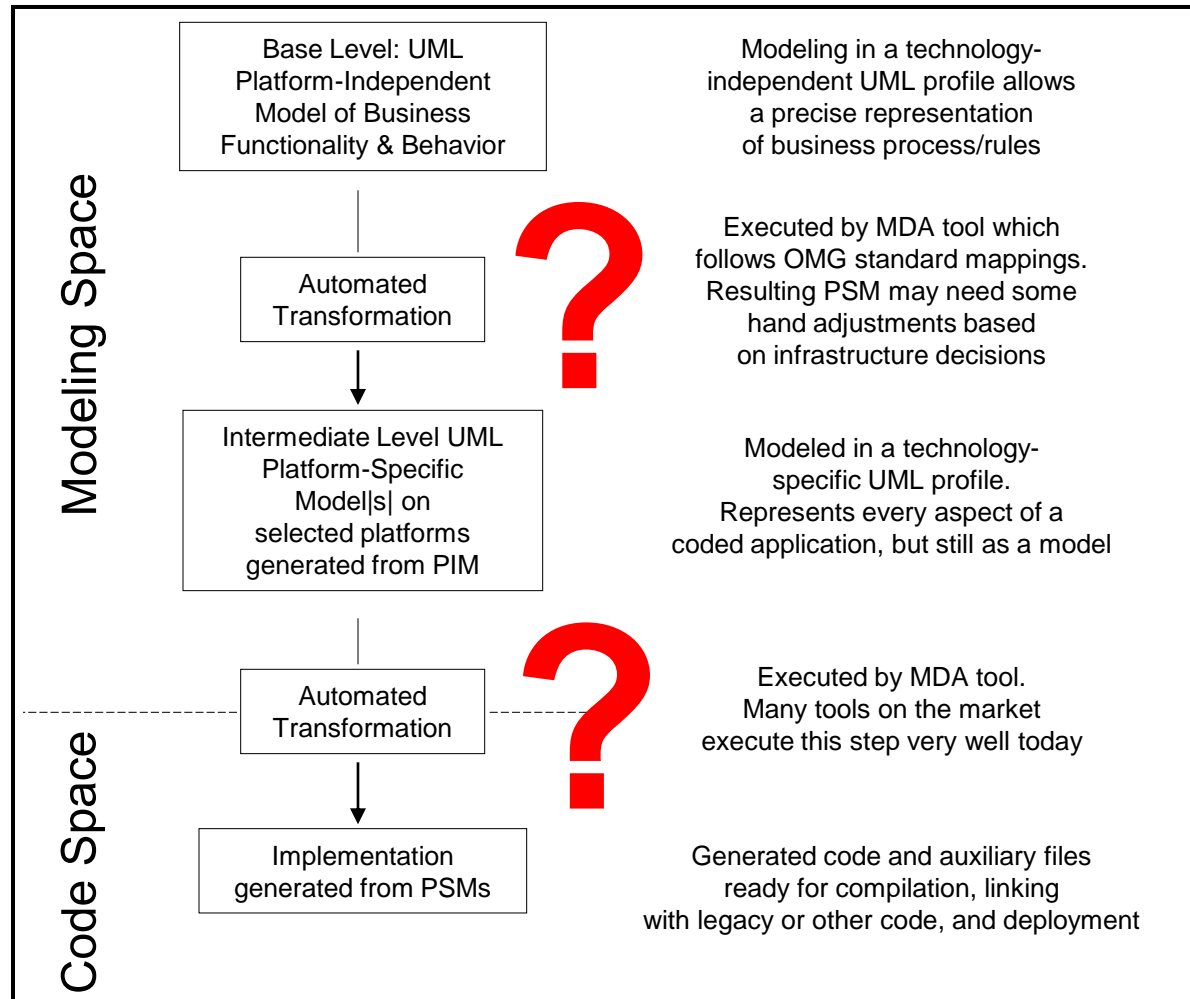 Modeling Space
Base Level: UML
Platform-Independent
Model of Business
Functionality & Behavior
Modeling in a technology-
independent UML profile allows
a precise representation
of business process/rules
?
Automated
Transformation
Executed by MDA tool which
follows OMG standard mappings.
Resulting PSM may need some
hand adjustments based
on infrastructure decisions
Intermediate Level UML
Platform-Specific
Model|s| on
selected platforms
generated from PIM
Modeled in a technology-
specific UML profile.
Represents every aspect of a
coded application, but still as a model
?
Automated
Transformation
Executed by MDA tool.
Many tools on the market
execute this step very well today
Code Space
Implementation
generated from PSMs
Generated code and auxiliary files
ready for compilation, linking
with legacy or other code, and deployment